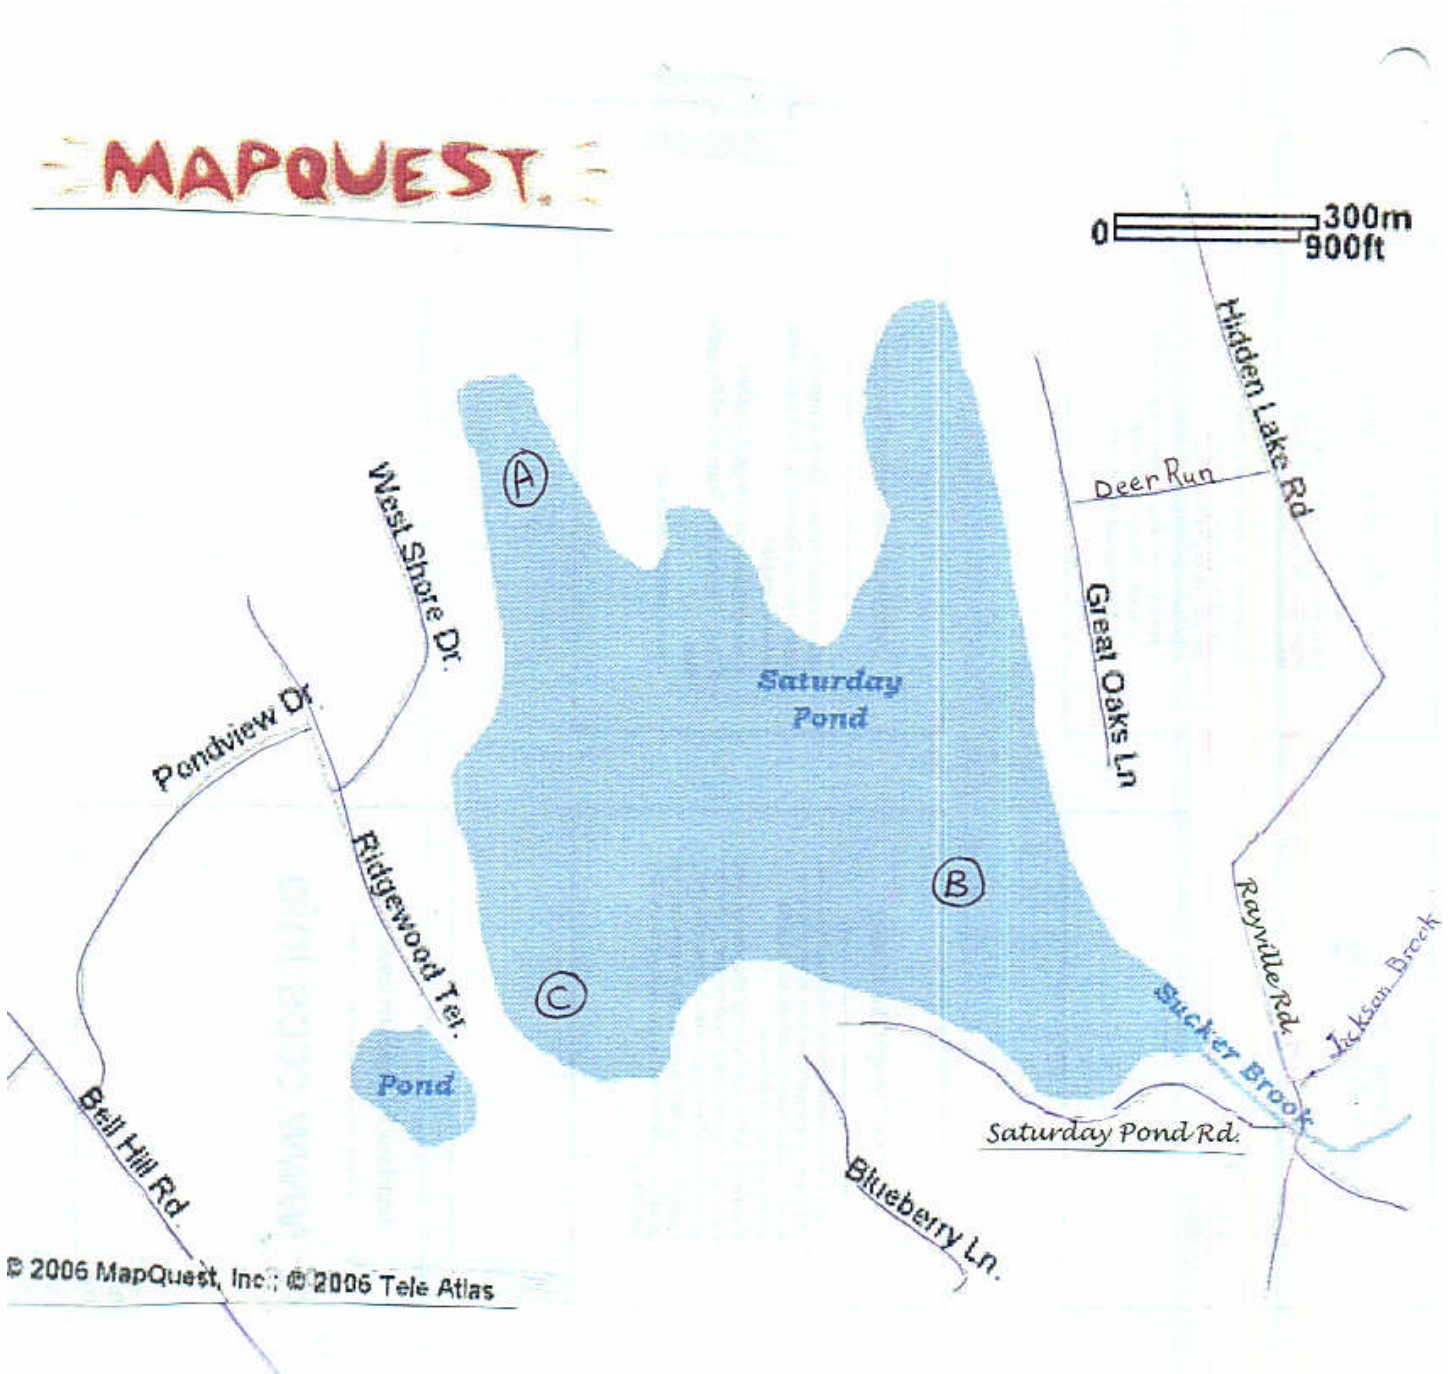 MAPQUEST.
0 300m
900ft
Hidden Lake Rd
Deer Run
Great Oaks Ln
West Shore Dr.
Pondview Dr.
Ridgewood Ter.
A
Saturday
Pond
B
C
Rayville Rd.
Jackson Brook
Sucker Brook
Pond
Saturday Pond Rd.
Blueberry Ln.
Bell Hill Rd.
© 2006 MapQuest, Inc.; © 2006 Tele Atlas